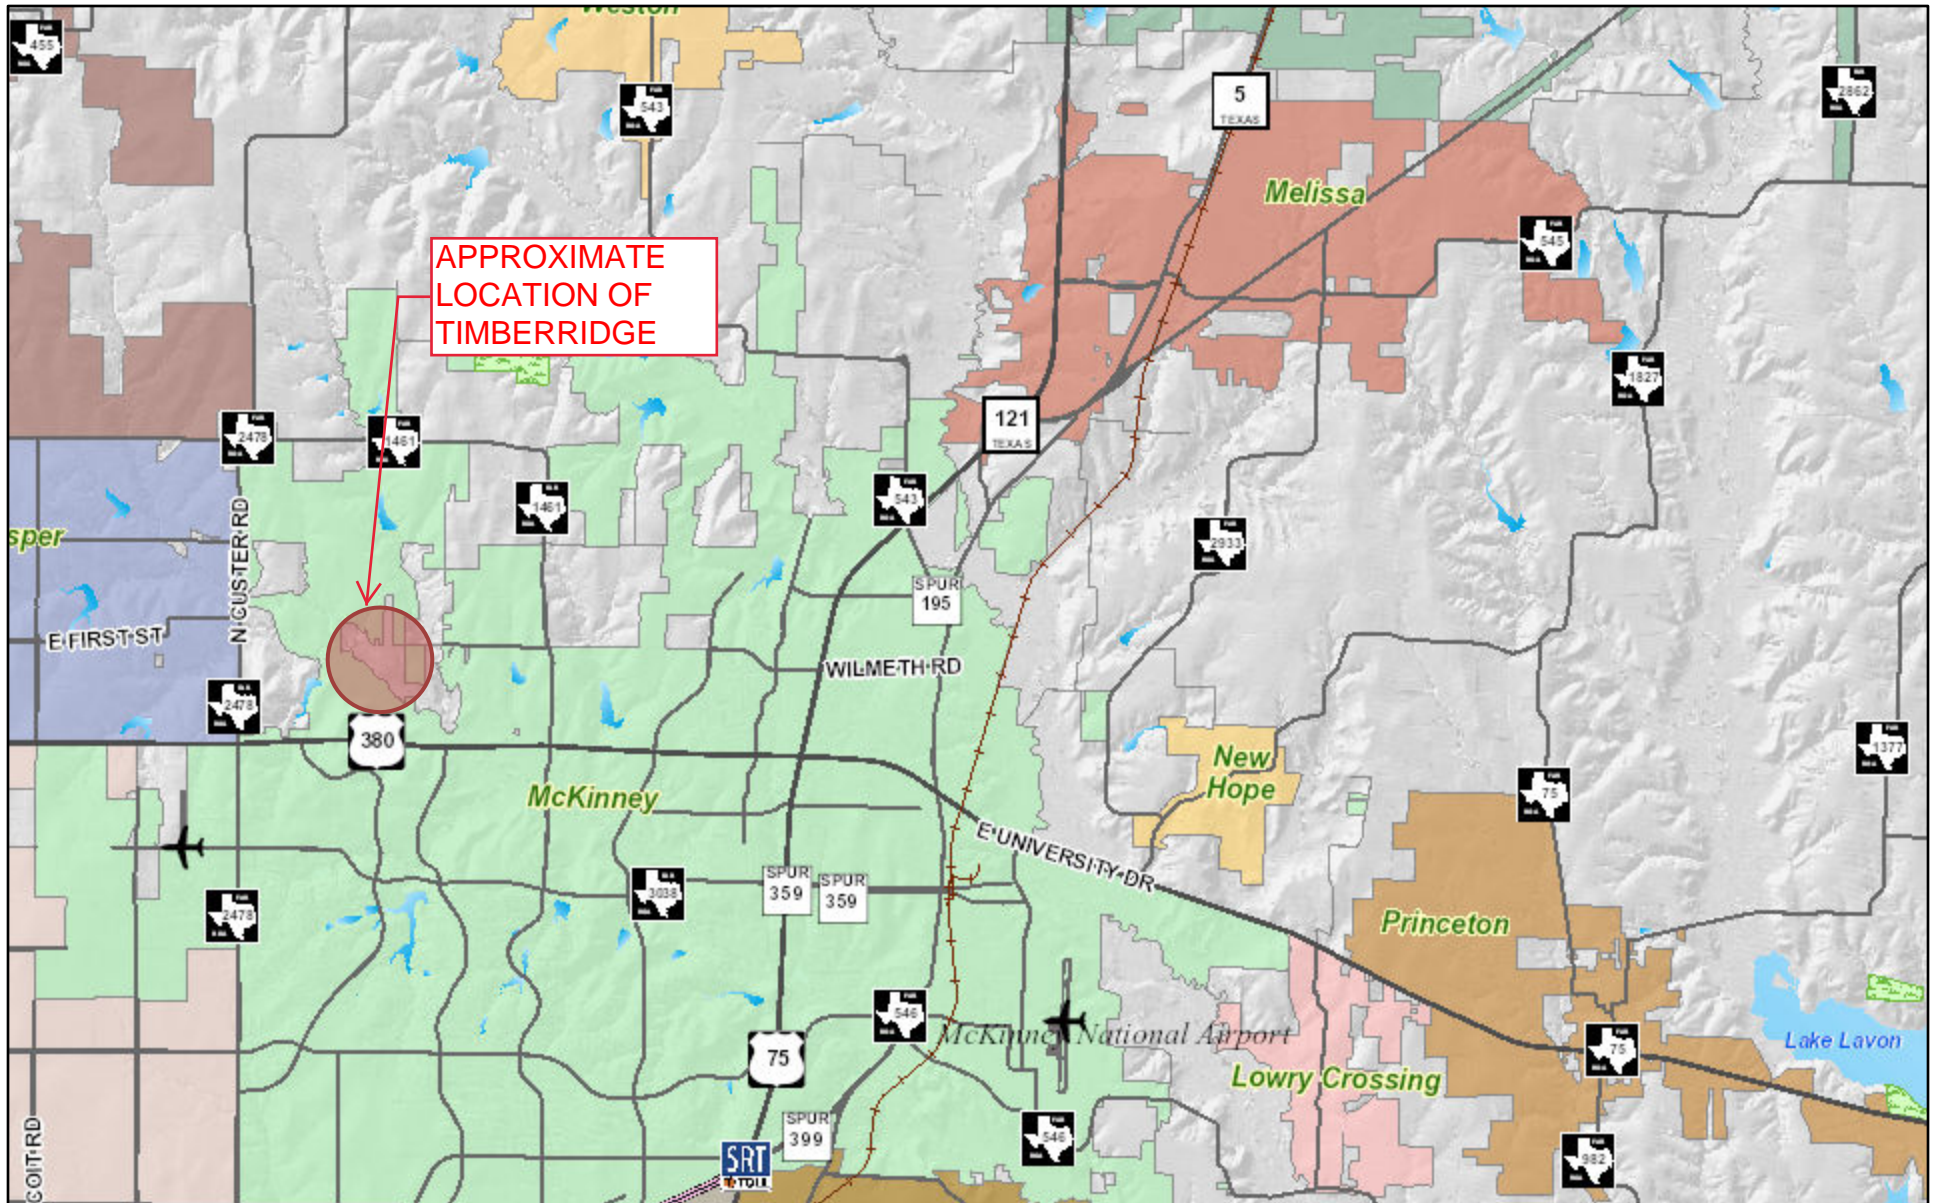 Weston
455
543
5
TEXAS
2862
Melissa
545
APPROXIMATE
LOCATION OF
TIMBERRIDGE
1827
121
TEXAS
2478
1461
1461
543
2933
sper
N CUSTER RD
SPUR
195
E FIRST ST
WILMETH RD
2478
380
New
Hope
1377
McKinney
75
E UNIVERSITY DR
3038
SPUR
359
SPUR
359
2478
Princeton
546
McKinney National Airport
75
75
Lake Lavon
Lowry Crossing
SPUR
399
546
COIT RD
SRT
TOLL
982